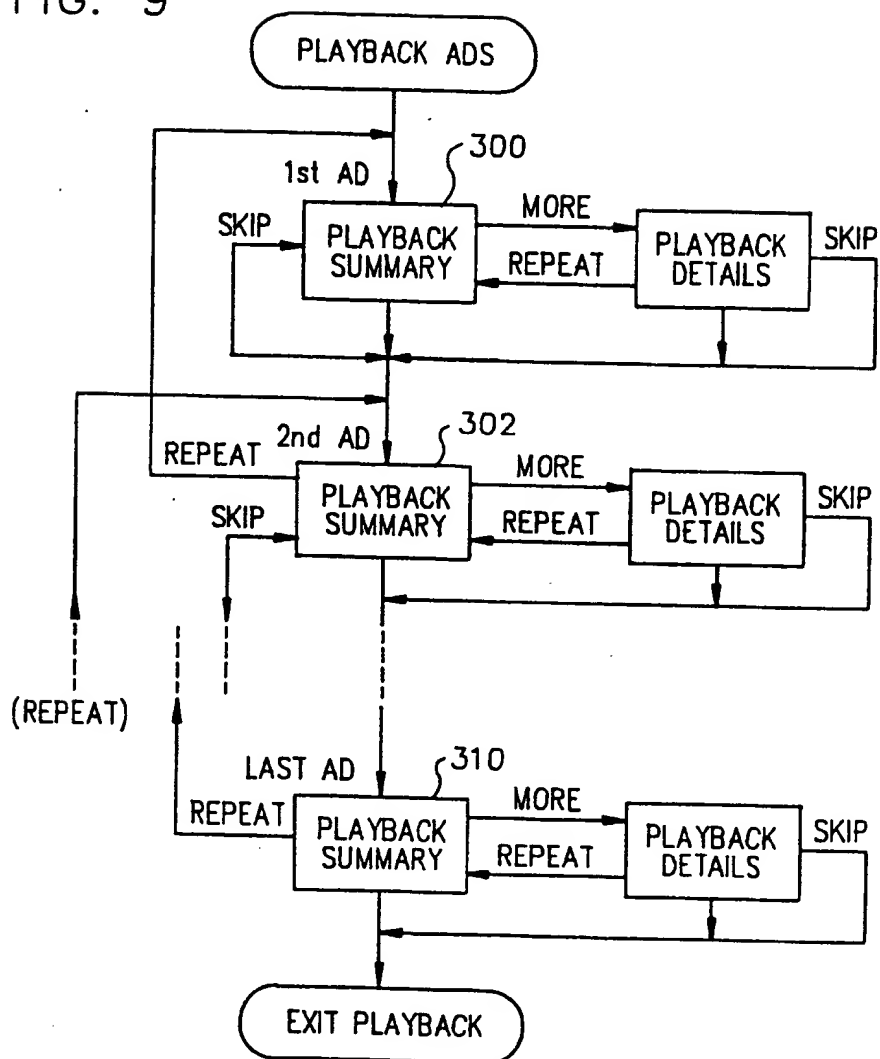 FIG. 9
PLAYBACK ADS
300
1st AD
MORE
SKIP
PLAYBACK
SUMMARY
REPEAT
PLAYBACK
DETAILS
SKIP
302
2nd AD
REPEAT
MORE
SKIP
PLAYBACK
SUMMARY
REPEAT
PLAYBACK
DETAILS
SKIP
(REPEAT)
310
LAST AD
REPEAT
MORE
PLAYBACK
SUMMARY
REPEAT
PLAYBACK
DETAILS
SKIP
EXIT PLAYBACK